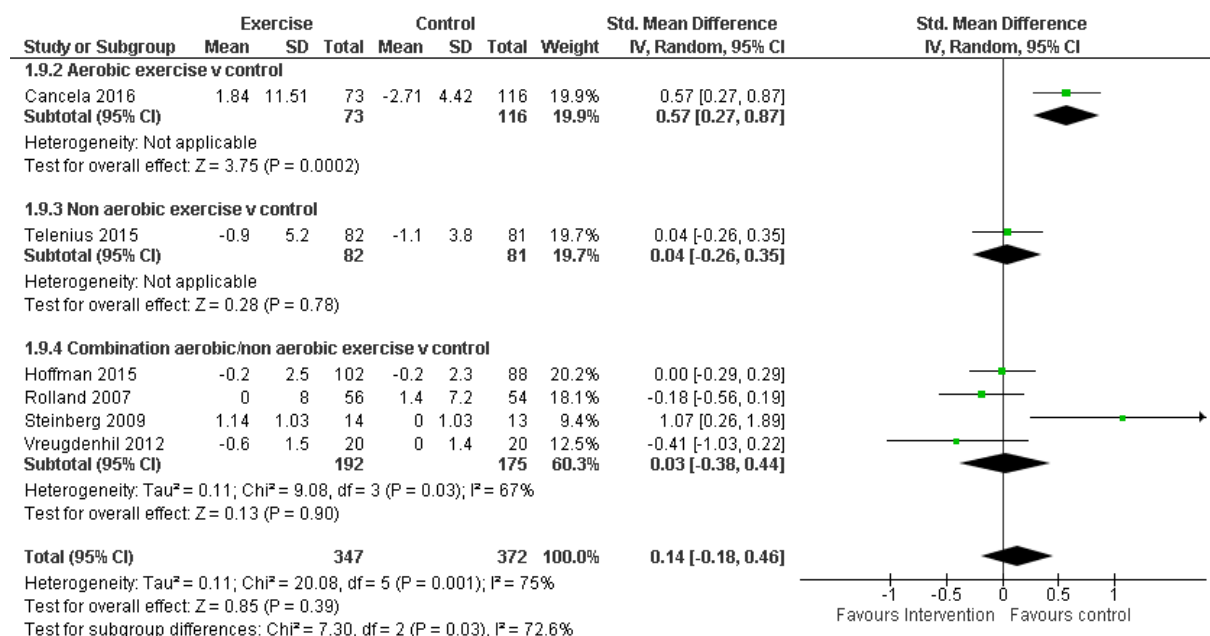 Exercise Control Std. Mean Difference Std. Mean Difference
Study or Subgroup Mean SD Total Mean SD Total Weight IV, Random, 95% CI IV, Random, 95% CI
1.9.2 Aerobic exercise v control
Cancela 2016 1.84 11.51 73 -2.71 4.42 116 19.9% 0.57 [0.27, 0.87]
Subtotal (95% CI) 73 116 19.9% 0.57 [0.27, 0.87]
Heterogeneity: Not applicable
Test for overall effect: Z = 3.75 (P = 0.0002)
1.9.3 Non aerobic exercise v control
Telenius 2015 -0.9 5.2 82 -1.1 3.8 81 19.7% 0.04 [-0.26, 0.35]
Subtotal (95% CI) 82 81 19.7% 0.04 [-0.26, 0.35]
Heterogeneity: Not applicable
Test for overall effect: Z = 0.28 (P = 0.78)
1.9.4 Combination aerobic/non aerobic exercise v control
Hoffman 2015 -0.2 2.5 102 -0.2 2.3 88 20.2% 0.00 [-0.29, 0.29]
Rolland 2007 0 8 56 1.4 7.2 54 18.1% -0.18 [-0.56, 0.19]
Steinberg 2009 1.14 1.03 14 0 1.03 13 9.4% 1.07 [0.26, 1.89]
Vreugdenhil 2012 -0.6 1.5 20 0 1.4 20 12.5% -0.41 [-1.03, 0.22]
Subtotal (95% CI) 192 175 60.3% 0.03 [-0.38, 0.44]
Heterogeneity: Tau² = 0.11; Chi² = 9.08, df = 3 (P = 0.03); I² = 67%
Test for overall effect: Z = 0.13 (P = 0.90)
Total (95% CI) 347 372 100.0% 0.14 [-0.18, 0.46]
Heterogeneity: Tau² = 0.11; Chi² = 20.08, df = 5 (P = 0.001); I² = 75%
Test for overall effect: Z = 0.85 (P = 0.39)
Test for subgroup differences: Chi² = 7.30, df = 2 (P = 0.03), I² = 72.6%
-1 -0.5 0 0.5 1
Favours Intervention Favours control